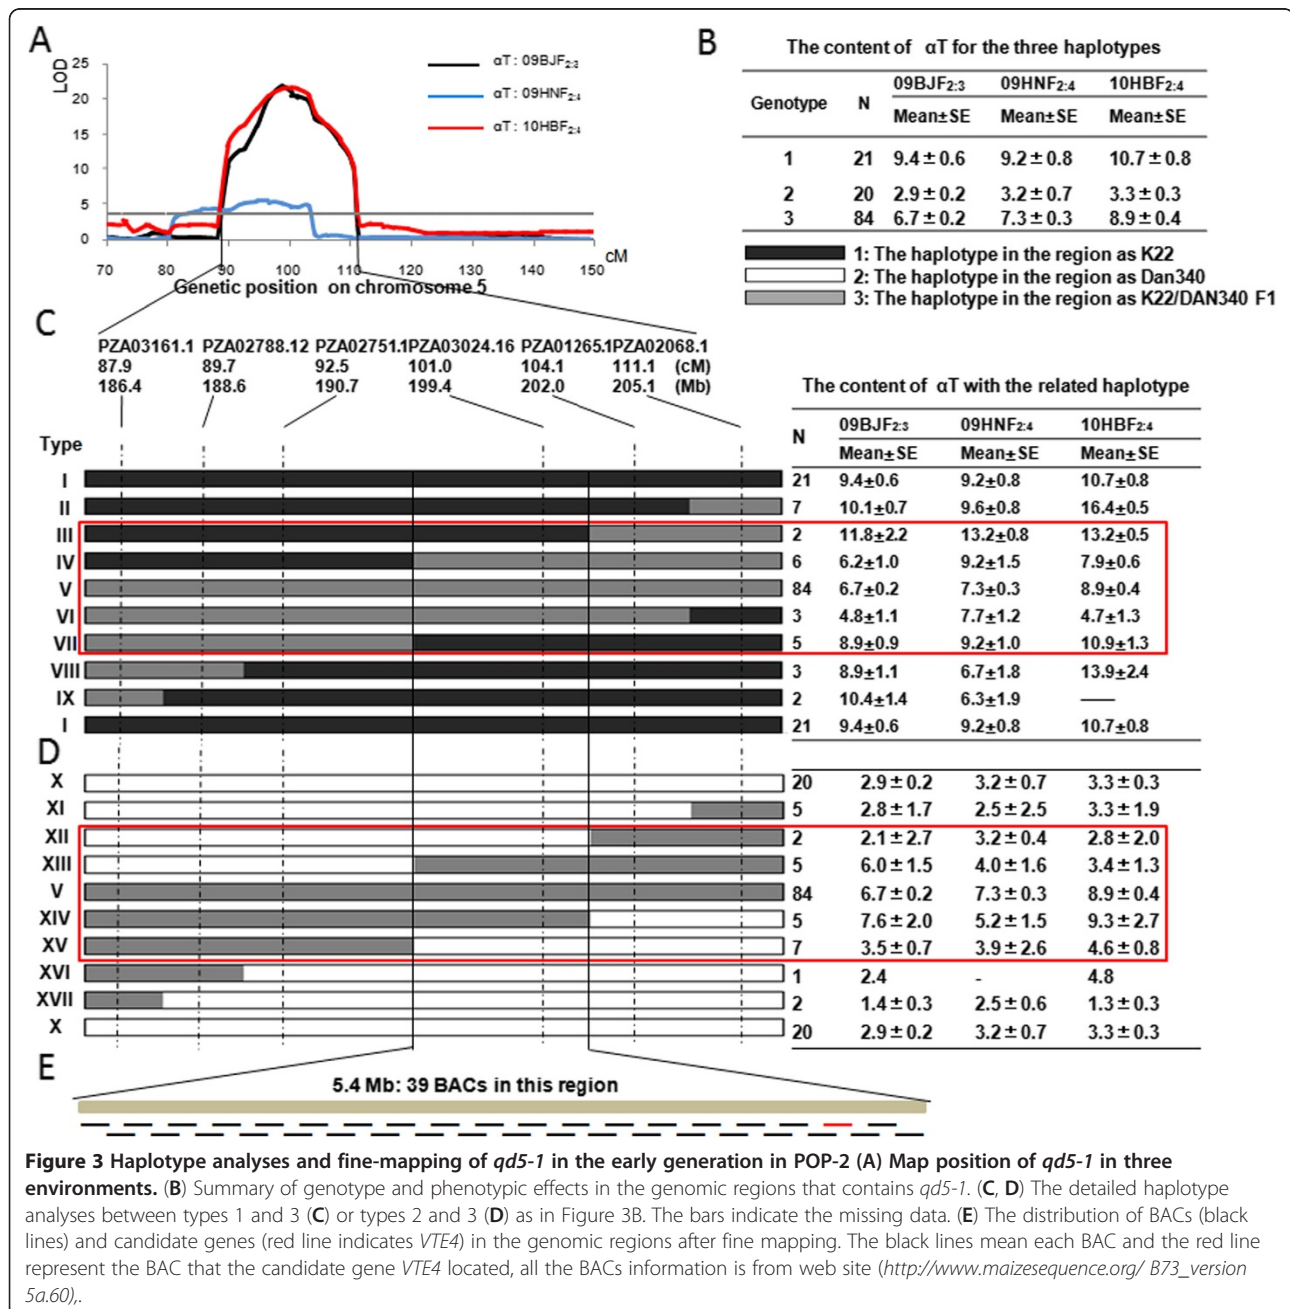 A
LOD
25
20
15
10
5
0
αT : 09BJF2:3
αT : 09HNF2:4
αT : 10HBF2:4
70 80 90 100 110 120 130 140 150 cM
Genetic position on chromosome 5
B
The content of αT for the three haplotypes
Genotype N 09BJF2:3 09HNF2:4 10HBF2:4
Mean±SE Mean±SE Mean±SE
1 21 9.4±0.6 9.2±0.8 10.7±0.8
2 20 2.9±0.2 3.2±0.7 3.3±0.3
3 84 6.7±0.2 7.3±0.3 8.9±0.4
1: The haplotype in the region as K22
2: The haplotype in the region as Dan340
3: The haplotype in the region as K22/DAN340 F1
C
PZA03161.1 PZA02788.12 PZA02751.1 PZA03024.16 PZA01265.1 PZA02068.1
87.9 89.7 92.5 101.0 104.1 111.1 (cM)
186.4 188.6 190.7 199.4 202.0 205.1 (Mb)
The content of αT with the related haplotype
Type N 09BJF2:3 09HNF2:4 10HBF2:4
Mean±SE Mean±SE Mean±SE
I 21 9.4±0.6 9.2±0.8 10.7±0.8
II 7 10.1±0.7 9.6±0.8 16.4±0.5
III 2 11.8±2.2 13.2±0.8 13.2±0.5
IV 6 6.2±1.0 9.2±1.5 7.9±0.6
V 84 6.7±0.2 7.3±0.3 8.9±0.4
VI 3 4.8±1.1 7.7±1.2 4.7±1.3
VII 5 8.9±0.9 9.2±1.0 10.9±1.3
VIII 3 8.9±1.1 6.7±1.8 13.9±2.4
IX 2 10.4±1.4 6.3±1.9 —
I 21 9.4±0.6 9.2±0.8 10.7±0.8
D
X 20 2.9±0.2 3.2±0.7 3.3±0.3
XI 5 2.8±1.7 2.5±2.5 3.3±1.9
XII 2 2.1±2.7 3.2±0.4 2.8±2.0
XIII 5 6.0±1.5 4.0±1.6 3.4±1.3
V 84 6.7±0.2 7.3±0.3 8.9±0.4
XIV 5 7.6±2.0 5.2±1.5 9.3±2.7
XV 7 3.5±0.7 3.9±2.6 4.6±0.8
XVI 1 2.4 - 4.8
XVII 2 1.4±0.3 2.5±0.6 1.3±0.3
X 20 2.9±0.2 3.2±0.7 3.3±0.3
E
5.4 Mb: 39 BACs in this region
Figure 3 Haplotype analyses and fine-mapping of qd5-1 in the early generation in POP-2 (A) Map position of qd5-1 in three
environments. (B) Summary of genotype and phenotypic effects in the genomic regions that contains qd5-1. (C, D) The detailed haplotype
analyses between types 1 and 3 (C) or types 2 and 3 (D) as in Figure 3B. The bars indicate the missing data. (E) The distribution of BACs (black
lines) and candidate genes (red line indicates VTE4) in the genomic regions after fine mapping. The black lines mean each BAC and the red line
represent the BAC that the candidate gene VTE4 located, all the BACs information is from web site (http://www.maizesequence.org/ B73_version
5a.60),.